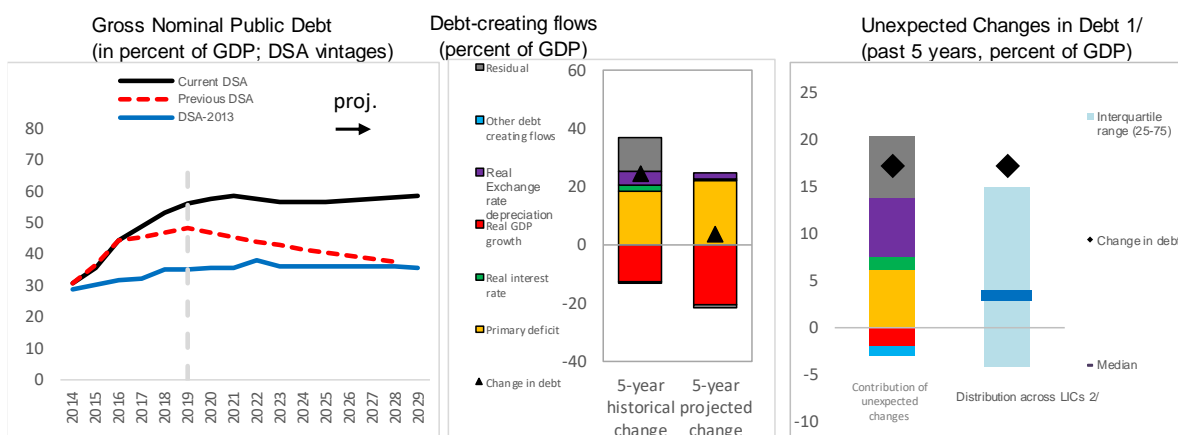 Gross Nominal Public Debt
(in percent of GDP; DSA vintages)
Current DSA
Previous DSA
DSA-2013
proj.
80
70
60
50
40
30
20
10
0
2014
2015
2016
2017
2018
2019
2020
2021
2022
2023
2024
2025
2026
2027
2028
2029
Debt-creating flows
(percent of GDP)
Residual
Other debt
creating flows
Real
Exchange
rate
depreciation
Real GDP
growth
Real interest
rate
Primary deficit
Change in debt
60
40
20
0
-20
-40
5-year
historical
change
5-year
projected
change
Unexpected Changes in Debt 1/
(past 5 years, percent of GDP)
25
20
15
10
5
0
-5
-10
Interquartile
range (25-75)
Change in debt
Median
Contribution of
unexpected
changes
Distribution across LICs 2/